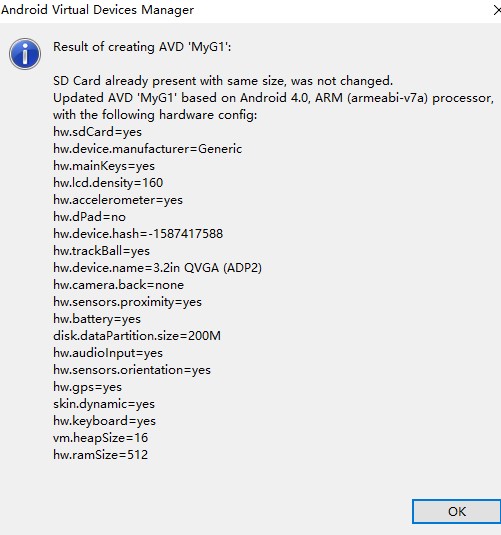 Android Virtual Devices Manager
Result of creating AVD 'MyG1':
SD Card already present with same size, was not changed.
Updated AVD 'MyG1' based on Android 4.0, ARM (armeabi-v7a) processor,
with the following hardware config:
hw.sdCard=yes
hw.device.manufacturer=Generic
hw.mainKeys=yes
hw.lcd.density=160
hw.accelerometer=yes
hw.dPad=no
hw.device.hash=-1587417588
hw.trackBall=yes
hw.device.name=3.2in QVGA (ADP2)
hw.camera.back=none
hw.sensors.proximity=yes
hw.battery=yes
disk.dataPartition.size=200M
hw.audioInput=yes
hw.sensors.orientation=yes
hw.gps=yes
skin.dynamic=yes
hw.keyboard=yes
vm.heapSize=16
hw.ramSize=512
OK